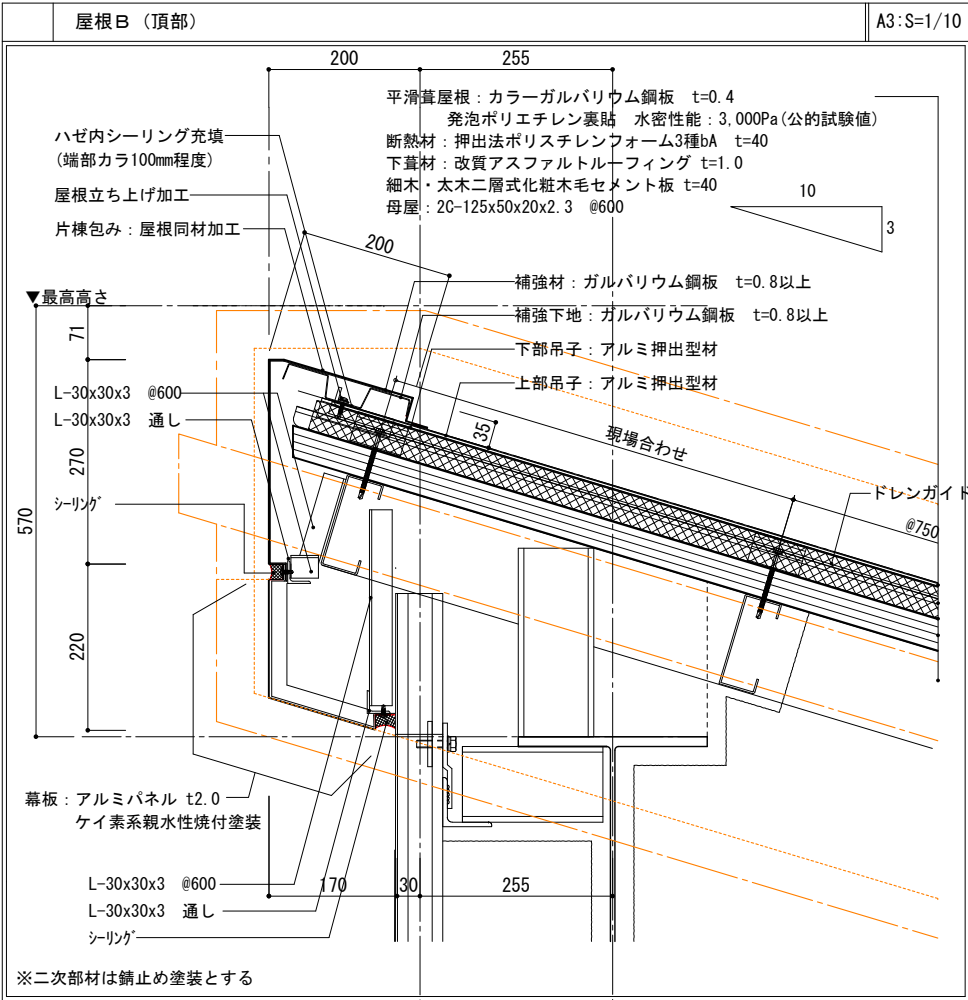 屋根B (頂部)
A3:S=1/10
200
255
平滑葺屋根：カラーガルバリウム鋼板 t=0.4
発泡ポリエチレン裏貼 水密性能：3,000Pa(公的試験値)
断熱材：押出法ポリスチレンフォーム3種bA t=40
下葺材：改質アスファルトルーフィング t=1.0
細木・太木二層式化粧木毛セメント板 t=40
母屋：2C-125x50x20x2.3 @600
10
3
ハゼ内シーリング充填
(端部カラ100mm程度)
屋根立ち上げ加工
片棟包み：屋根同材加工
200
補強材：ガルバリウム鋼板 t=0.8以上
補強下地：ガルバリウム鋼板 t=0.8以上
下部吊子：アルミ押出型材
上部吊子：アルミ押出型材
▼最高高さ
71
L-30x30x3 @600
L-30x30x3 通し
270
ｼｰﾘﾝｸﾞ
570
220
35
現場合わせ
ドレンガイド
@750
幕板：アルミパネル t2.0
ケイ素系親水性焼付塗装
L-30x30x3 @600
L-30x30x3 通し
ｼｰﾘﾝｸﾞ
170
30
255
※二次部材は錆止め塗装とする